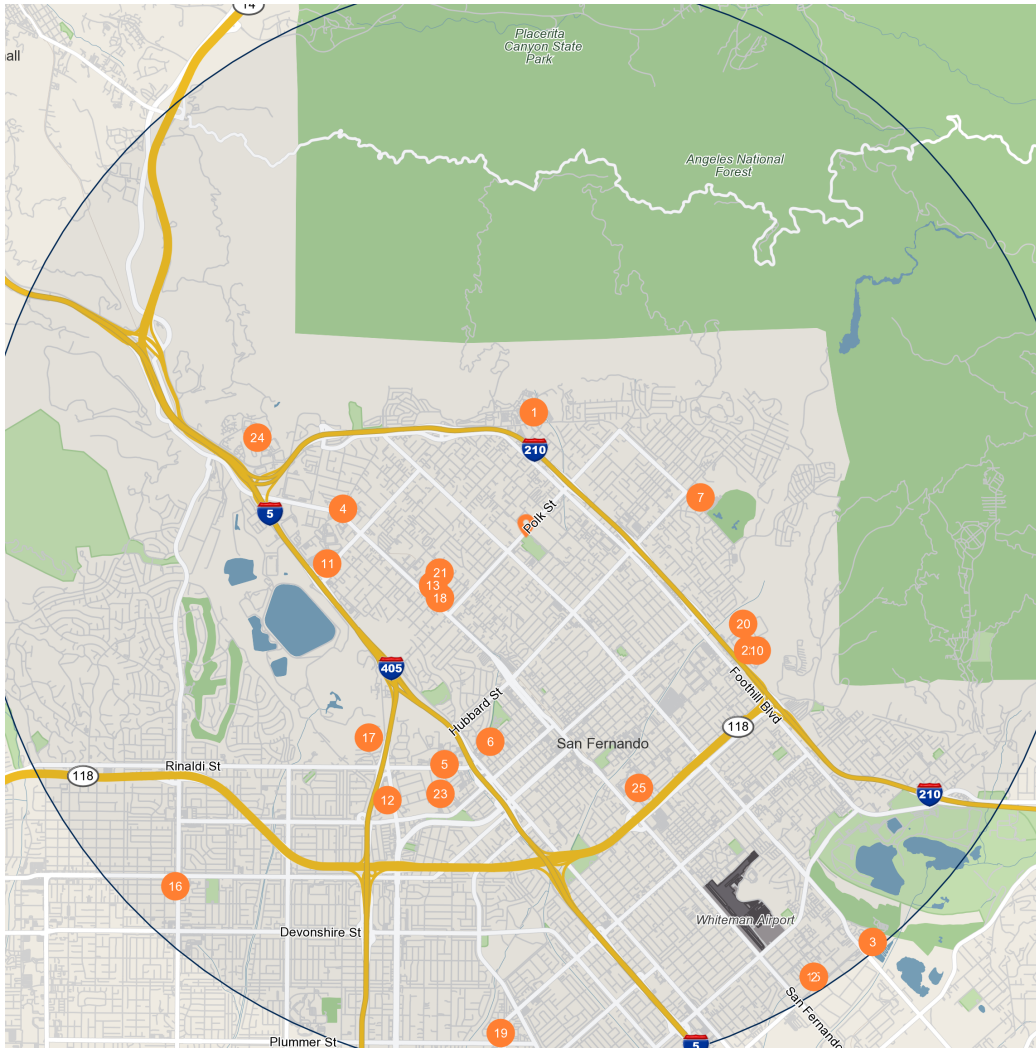 14
all
Placerita
Canyon State
Park
Angeles National
Forest
1
24
210
7
5
4
Polk St
11
21
13
18
20
10
405
Foothill Blvd
Hubbard St
118
17
6
San Fernando
Rinaldi St
118
5
12
23
25
210
16
Whiteman Airport
Devonshire St
3
San Fernando
19
Plummer St
5